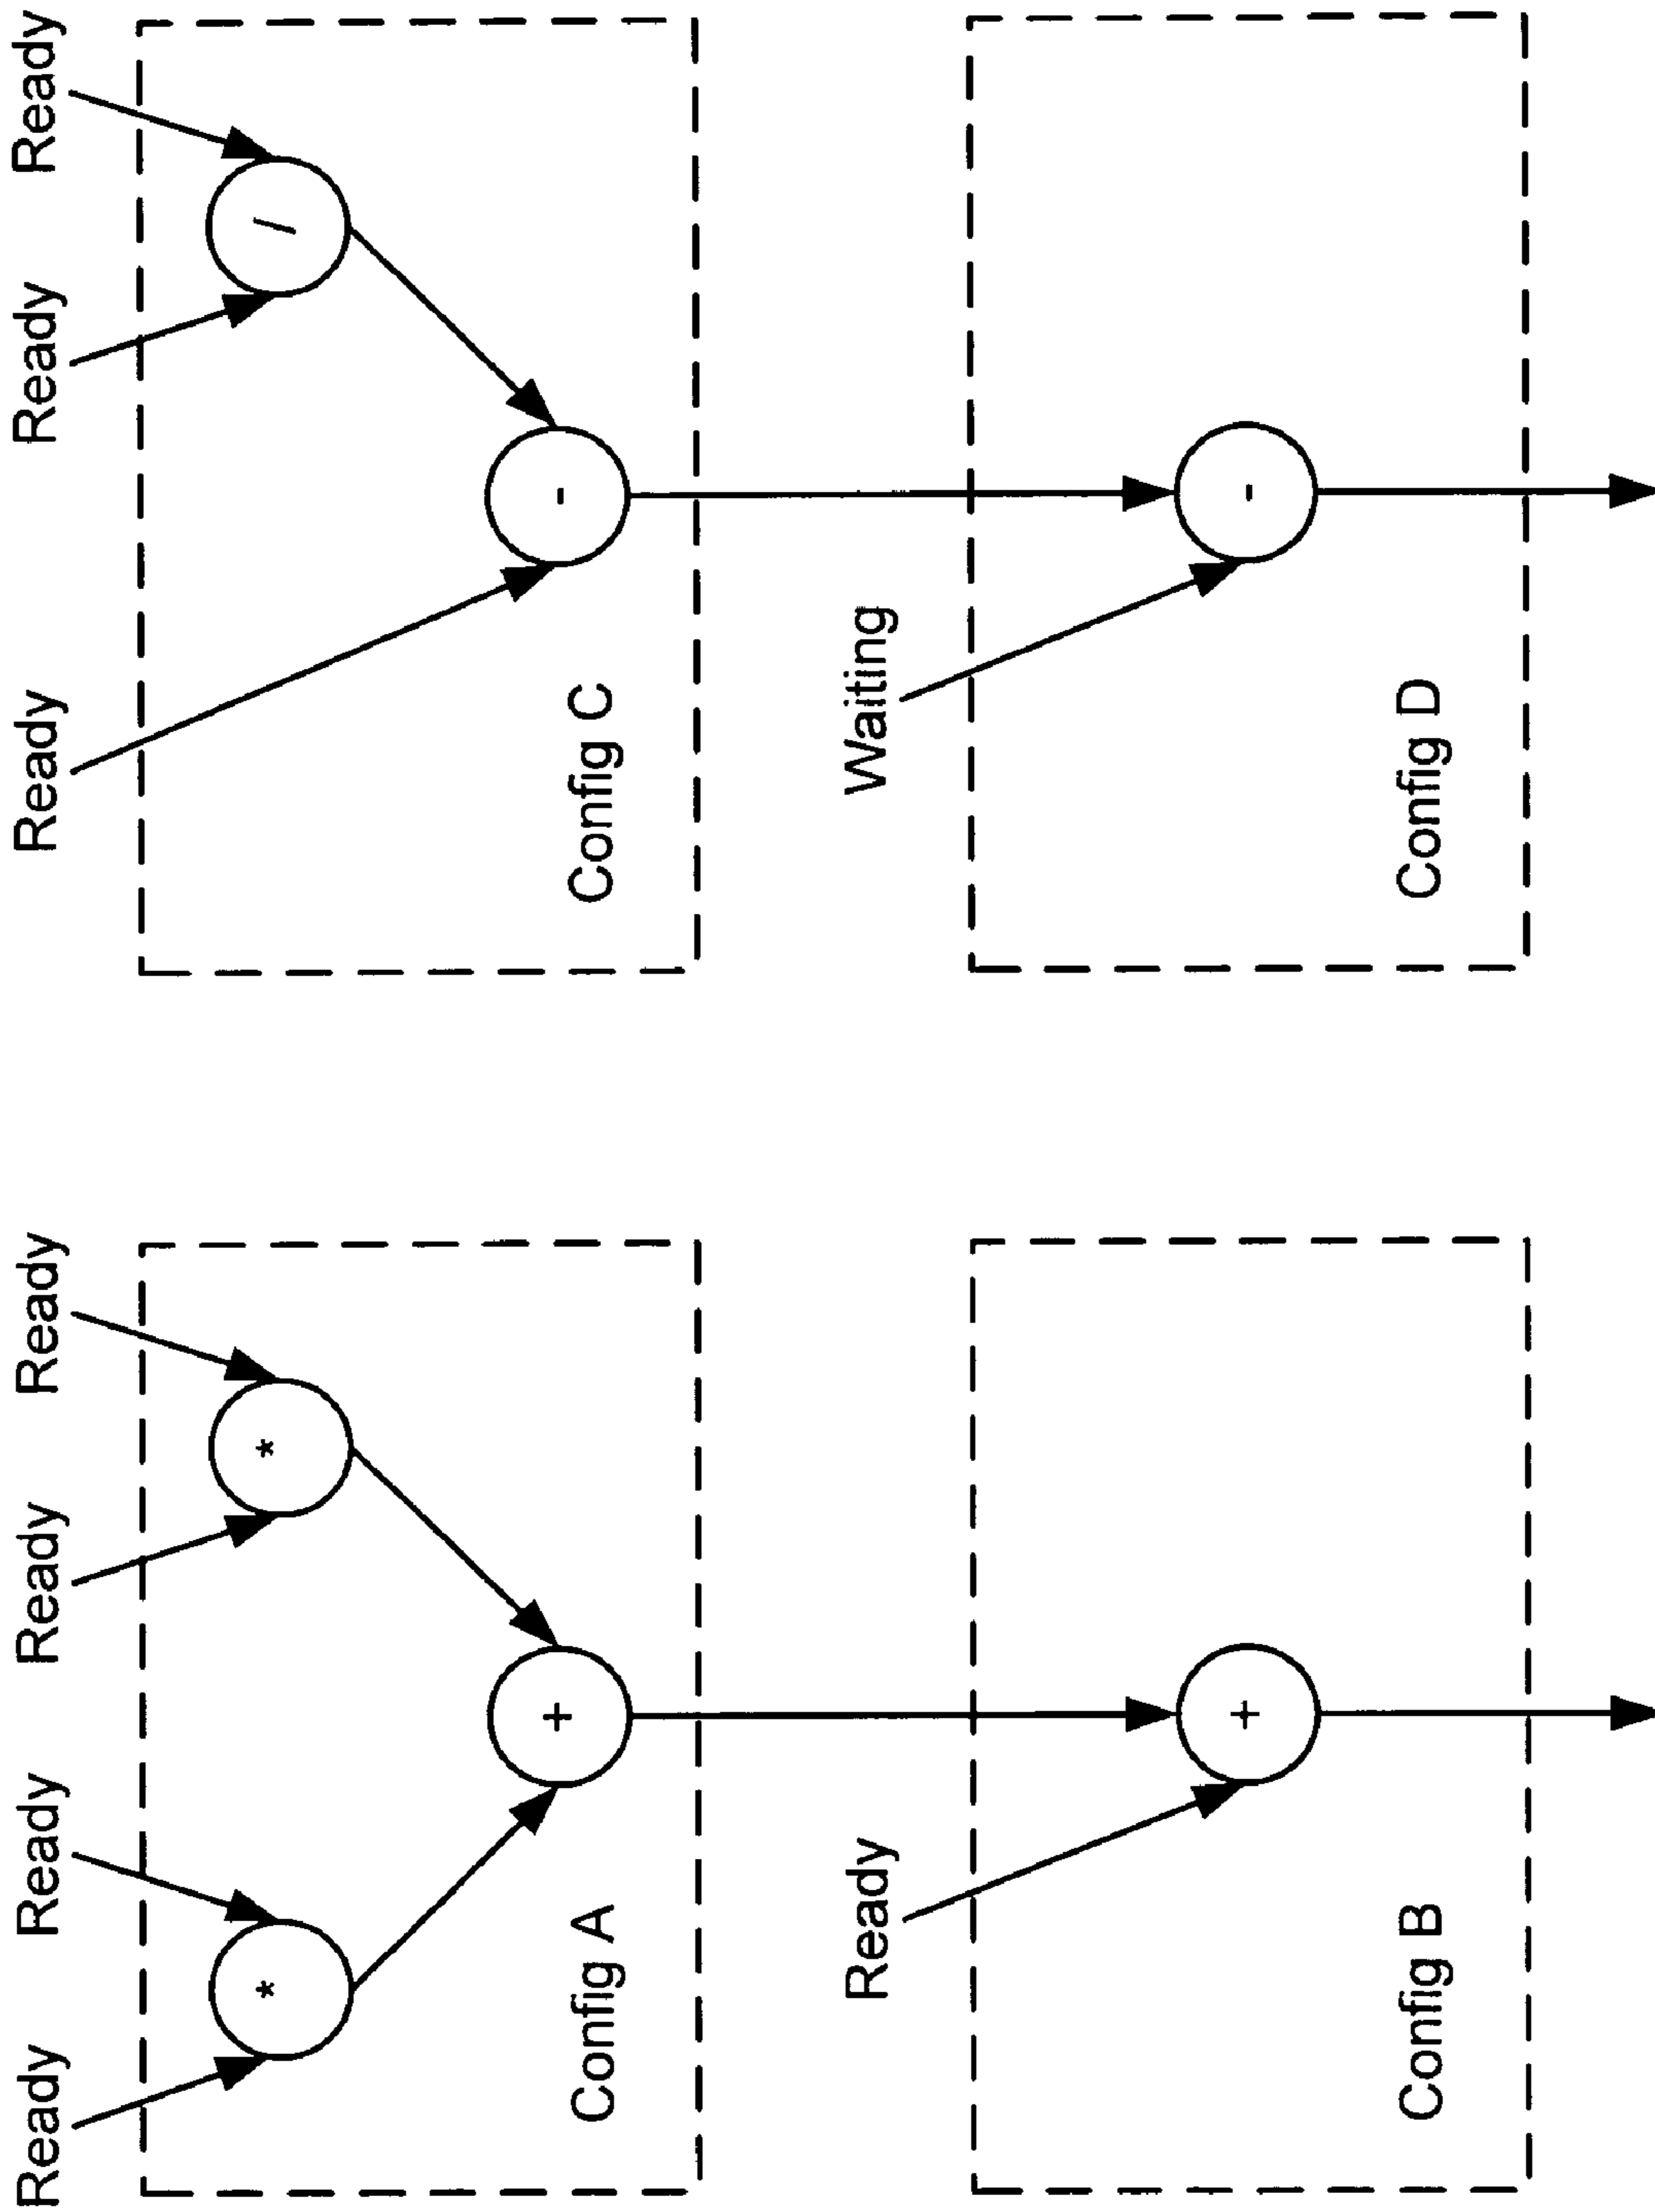 Ready
Ready
Ready
Ready
Ready
Ready
Ready
*
*
/
+
-
Config A
Config C
Ready
Waiting
+
-
Config B
Config D